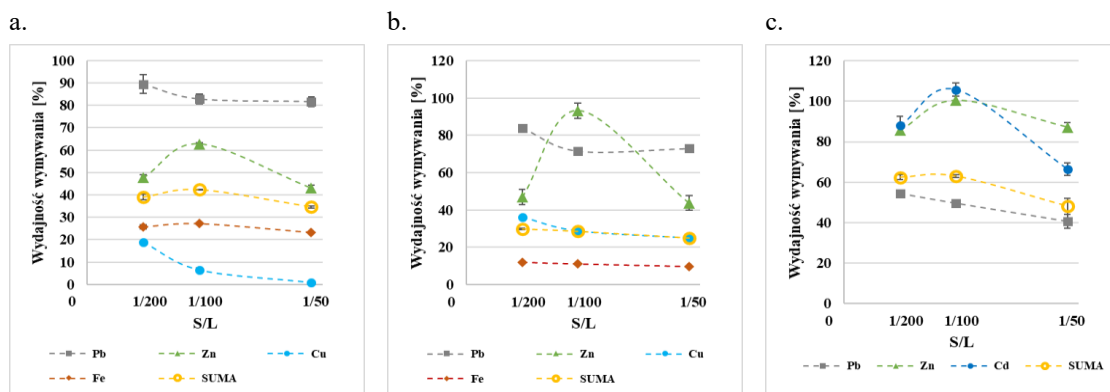 a.
b.
c.
Wydajność wymywania [%]
100
90
80
70
60
50
40
30
20
10
0
0
1/200
1/100
1/50
S/L
Pb
Zn
Cu
Fe
SUMA
Wydajność wymywania [%]
120
100
80
60
40
20
0
0
1/200
1/100
1/50
S/L
Pb
Zn
Cu
Fe
SUMA
Wydajność wymywania [%]
120
100
80
60
40
20
0
0
1/200
1/100
1/50
S/L
Pb
Zn
Cd
SUMA